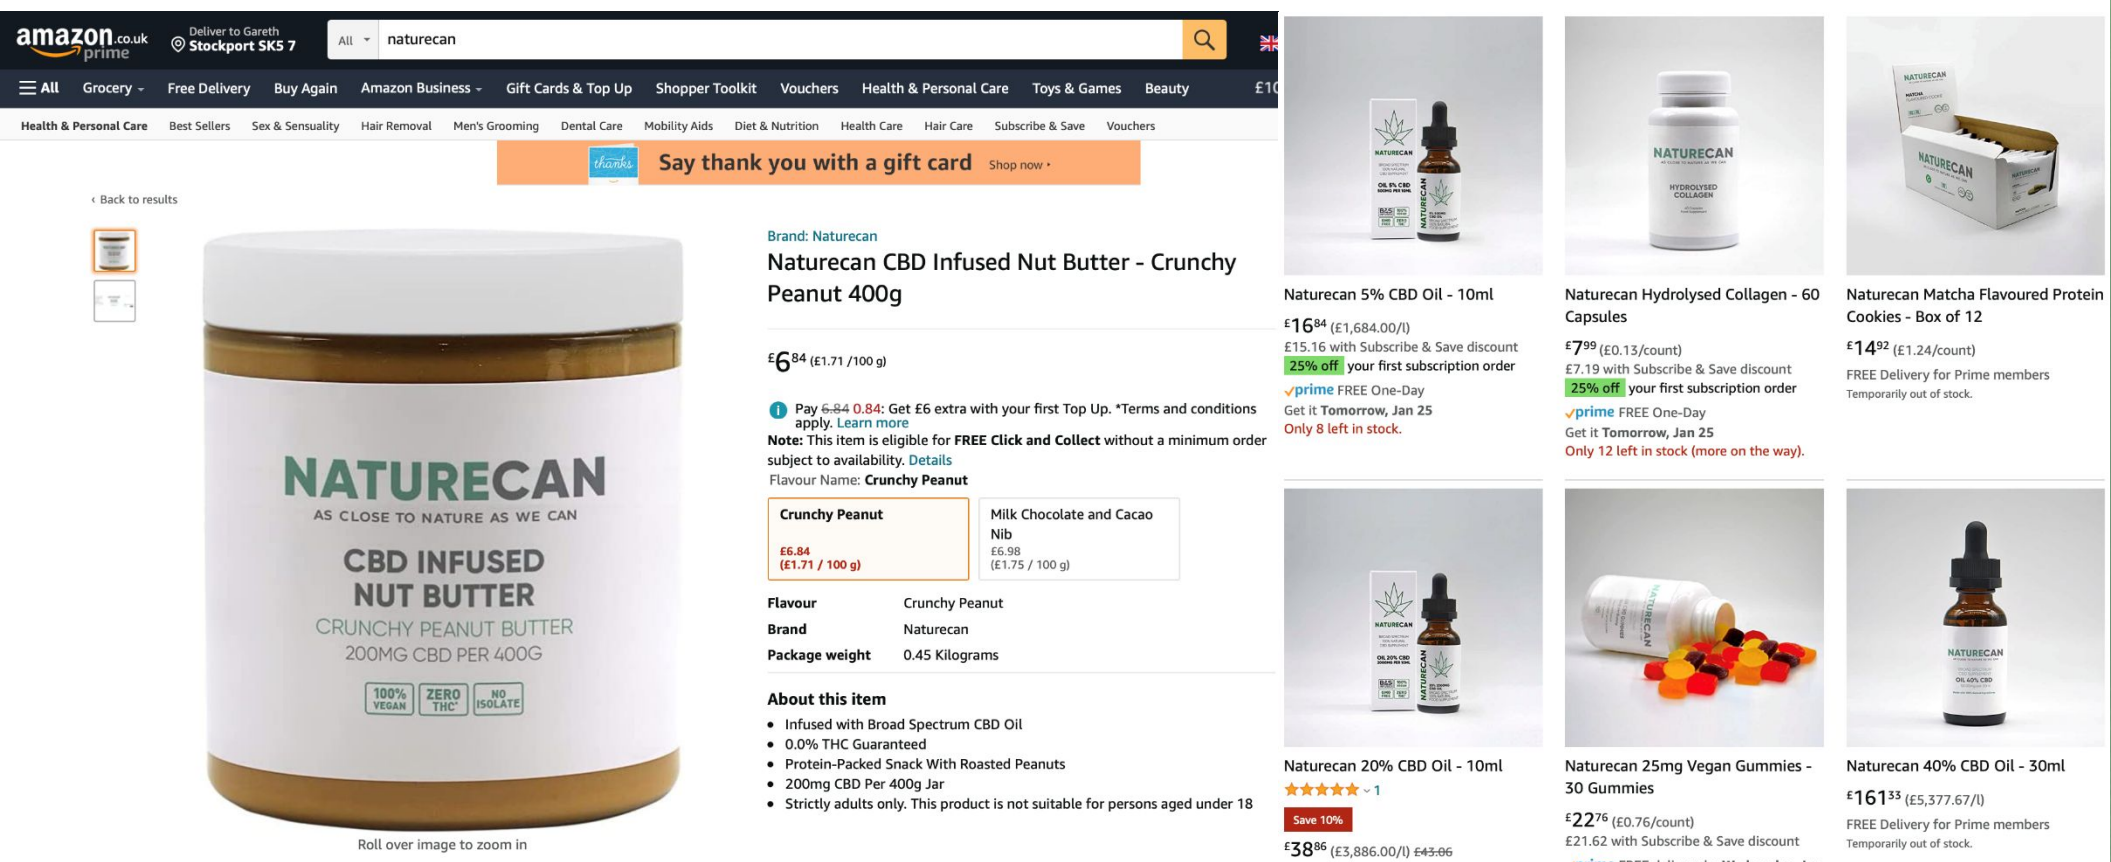 amazon.co.uk
prime
Deliver to Gareth
Stockport SK5 7
All
naturecan
All
Grocery
Free Delivery
Buy Again
Amazon Business
Gift Cards & Top Up
Shopper Toolkit
Vouchers
Health & Personal Care
Toys & Games
Beauty
£10
Health & Personal Care
Best Sellers
Sex & Sensuality
Hair Removal
Men's Grooming
Dental Care
Mobility Aids
Diet & Nutrition
Health Care
Hair Care
Subscribe & Save
Vouchers
thanks
Say thank you with a gift card
Shop now
‹ Back to results
NATURECAN
AS CLOSE TO NATURE AS WE CAN
CBD INFUSED
NUT BUTTER
CRUNCHY PEANUT BUTTER
200MG CBD PER 400G
100%
VEGAN
ZERO
THC*
NO
ISOLATE
Roll over image to zoom in
Brand: Naturecan
Naturecan CBD Infused Nut Butter - Crunchy
Peanut 400g
£6 84 (£1.71 /100 g)
Pay 6.84 0.84: Get £6 extra with your first Top Up. *Terms and conditions
apply. Learn more
Note: This item is eligible for FREE Click and Collect without a minimum order
subject to availability. Details
Flavour Name: Crunchy Peanut
Crunchy Peanut
£6.84
(£1.71 / 100 g)
Milk Chocolate and Cacao
Nib
£6.98
(£1.75 / 100 g)
Flavour Crunchy Peanut
Brand Naturecan
Package weight 0.45 Kilograms
About this item
• Infused with Broad Spectrum CBD Oil
• 0.0% THC Guaranteed
• Protein-Packed Snack With Roasted Peanuts
• 200mg CBD Per 400g Jar
• Strictly adults only. This product is not suitable for persons aged under 18
NATURECAN
OIL 5% CBD
NATURECAN
Naturecan 5% CBD Oil - 10ml
£16 84 (£1,684.00/l)
£15.16 with Subscribe & Save discount
25% off your first subscription order
prime FREE One-Day
Get it Tomorrow, Jan 25
Only 8 left in stock.
NATURECAN
HYDROLYSED
COLLAGEN
Naturecan Hydrolysed Collagen - 60
Capsules
£7 99 (£0.13/count)
£7.19 with Subscribe & Save discount
25% off your first subscription order
prime FREE One-Day
Get it Tomorrow, Jan 25
Only 12 left in stock (more on the way).
NATURECAN
MATCHA
NATURECAN
NATURECAN
Naturecan Matcha Flavoured Protein
Cookies - Box of 12
£14 92 (£1.24/count)
FREE Delivery for Prime members
Temporarily out of stock.
NATURECAN
OIL 20% CBD
NATURECAN
Naturecan 20% CBD Oil - 10ml
1
Save 10%
£38 86 (£3,886.00/l) £43.06
NATURECAN
Naturecan 25mg Vegan Gummies -
30 Gummies
£22 76 (£0.76/count)
£21.62 with Subscribe & Save discount
NATURECAN
OIL 40% CBD
Naturecan 40% CBD Oil - 30ml
£161 33 (£5,377.67/l)
FREE Delivery for Prime members
Temporarily out of stock.